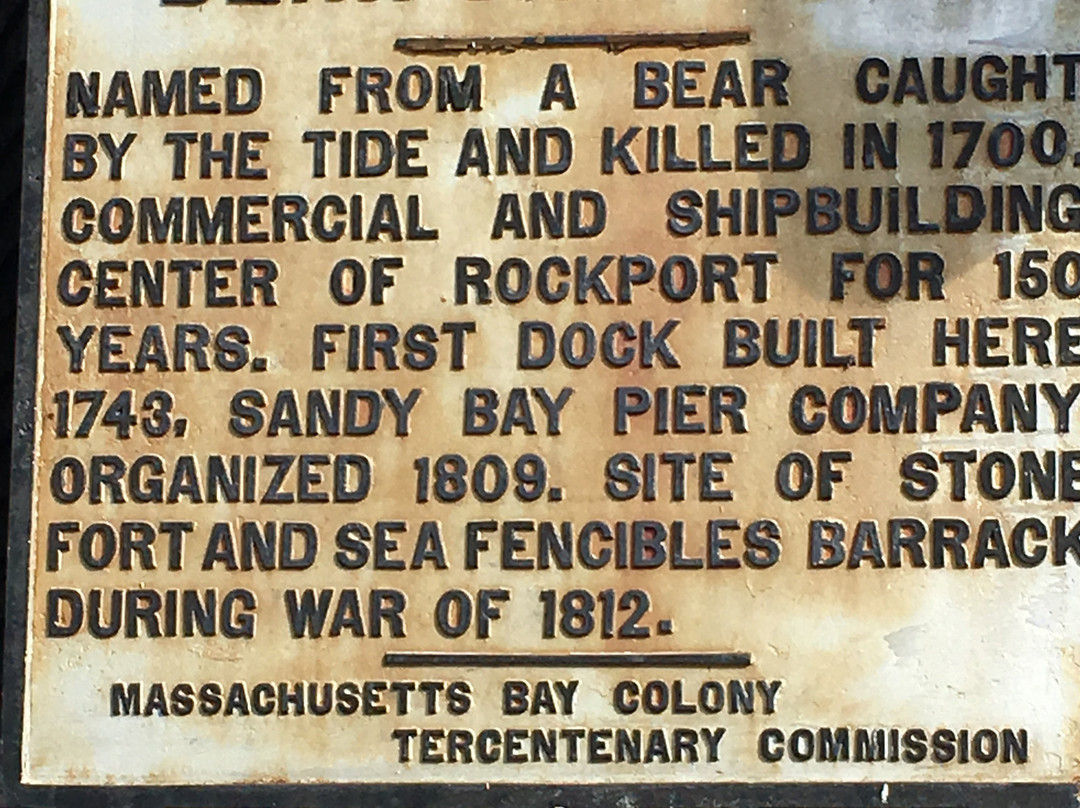 NAMED FROM A BEAR CAUGHT
BY THE TIDE AND KILLED IN 1700.
COMMERCIAL AND SHIPBUILDING
CENTER OF ROCKPORT FOR 150
YEARS. FIRST DOCK BUILT HERE
1743. SANDY BAY PIER COMPANY
ORGANIZED 1809. SITE OF STONE
FORT AND SEA FENCIBLES BARRACK
DURING WAR OF 1812.
MASSACHUSETTS BAY COLONY
TERCENTENARY COMMISSION